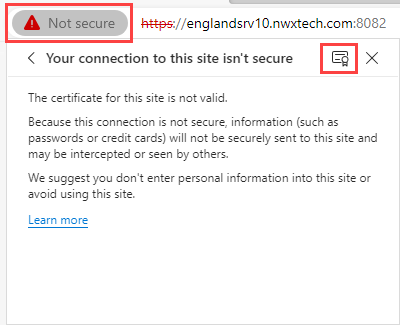 Not secure https://englandsrv10.nwxtech.com:8082
Your connection to this site isn't secure
The certificate for this site is not valid.
Because this connection is not secure, information (such as
passwords or credit cards) will not be securely sent to this site and
may be intercepted or seen by others.
We suggest you don't enter personal information into this site or
avoid using this site.
Learn more